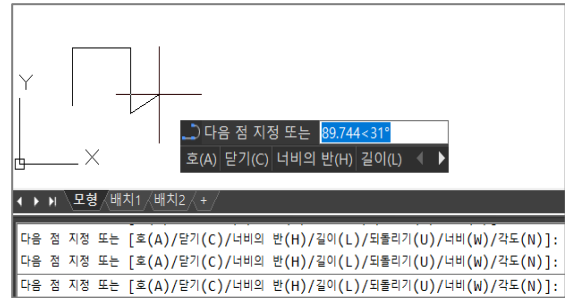 Y
다음 점 지정 또는 89.744<31°
호(A) 닫기(C) 너비의 반(H) 길이(L)
X
모형 배치1 배치2 +
다음 점 지정 또는 [호(A)/닫기(C)/너비의 반(H)/길이(L)/되돌리기(U)/너비(W)/각도(N)]:
다음 점 지정 또는 [호(A)/닫기(C)/너비의 반(H)/길이(L)/되돌리기(U)/너비(W)/각도(N)]:
다음 점 지정 또는 [호(A)/닫기(C)/너비의 반(H)/길이(L)/되돌리기(U)/너비(W)/각도(N)]: